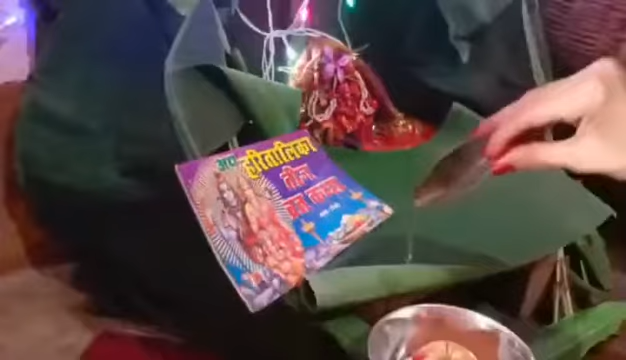 अथ हरितालिका
तीज
व्रत कथा